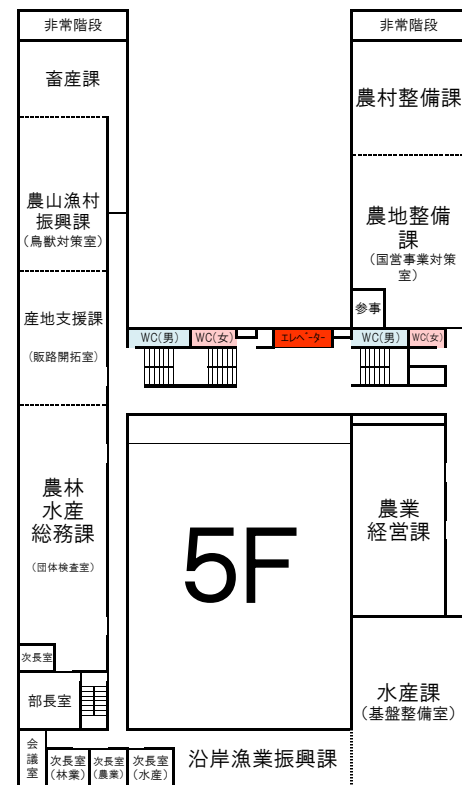 非常階段
畜産課
農山漁村
振興課
（鳥獣対策室）
産地支援課
（販路開拓室）
農林
水産
総務課
（団体検査室）
次長室
部長室
会
議
室
次長室
（林業）
次長室
（農業）
次長室
（水産）
WC(男)
WC(女)
エレベーター
WC(男)
WC(女)
5F
沿岸漁業振興課
非常階段
農村整備課
農地整備
課
（国営事業対策
室）
参事
農業
経営課
水産課
（基盤整備室）